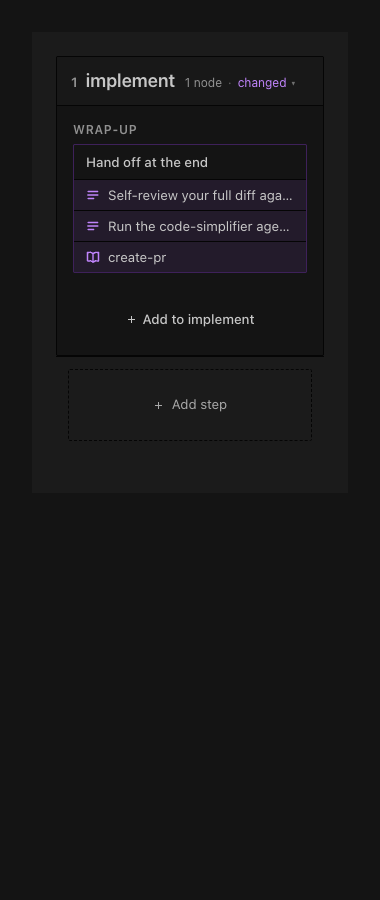 1 implement 1 node · changed ▾
WRAP-UP
Hand off at the end
Self-review your full diff aga...
Run the code-simplifier age...
create-pr
+ Add to implement
+ Add step